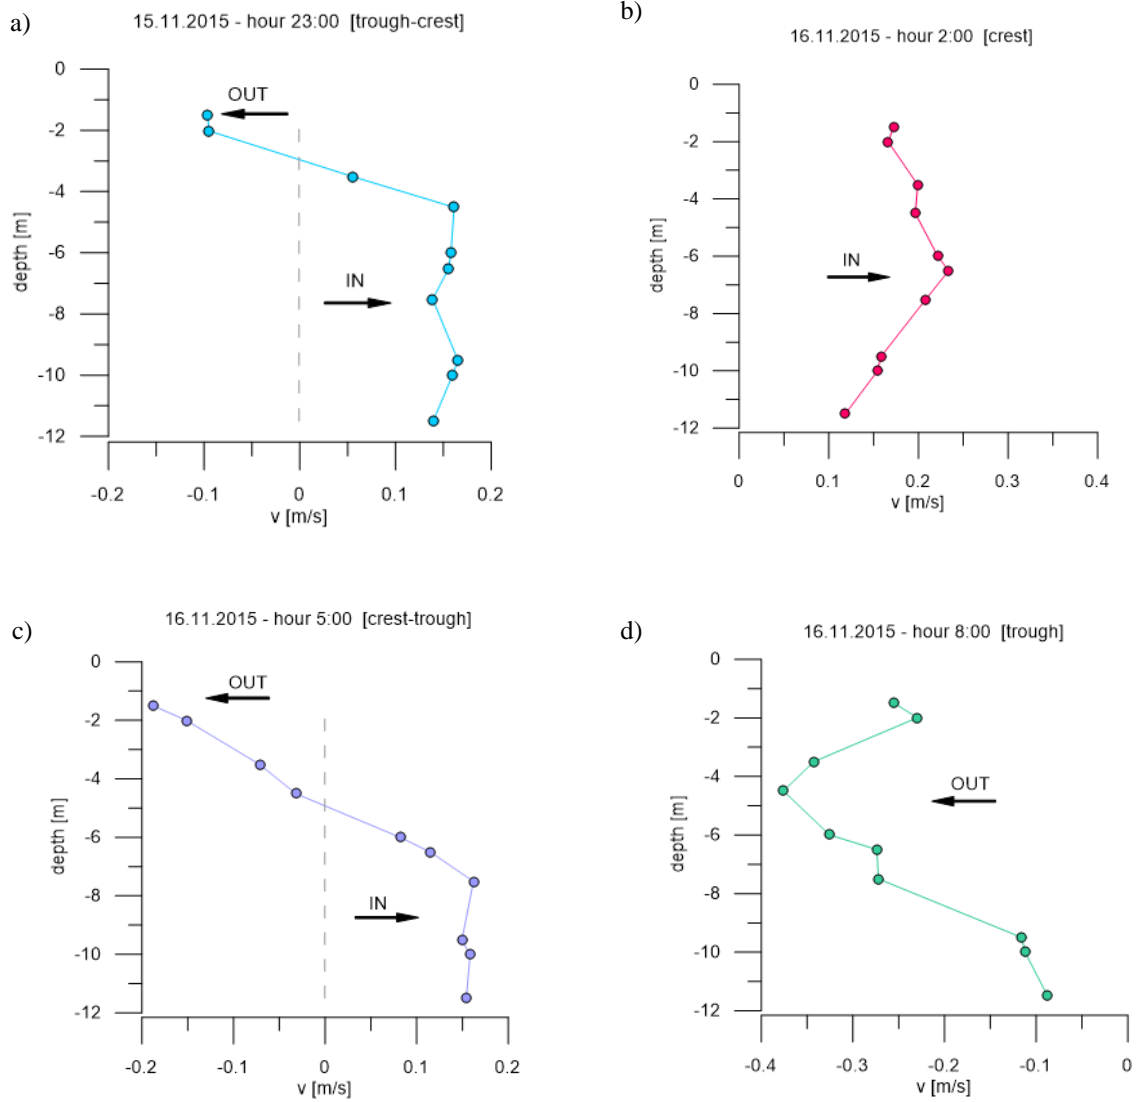 a)
15.11.2015 - hour 23:00 [trough-crest]
0
-2
-4
-6
-8
-10
-12
depth [m]
OUT
IN
-0.2 -0.1 0 0.1 0.2
v [m/s]
b)
16.11.2015 - hour 2:00 [crest]
0
-2
-4
-6
-8
-10
-12
depth [m]
IN
0 0.1 0.2 0.3 0.4
v [m/s]
c)
16.11.2015 - hour 5:00 [crest-trough]
0
-2
-4
-6
-8
-10
-12
depth [m]
OUT
IN
-0.2 -0.1 0 0.1 0.2
v [m/s]
d)
16.11.2015 - hour 8:00 [trough]
0
-2
-4
-6
-8
-10
-12
depth [m]
OUT
-0.4 -0.3 -0.2 -0.1 0
v [m/s]